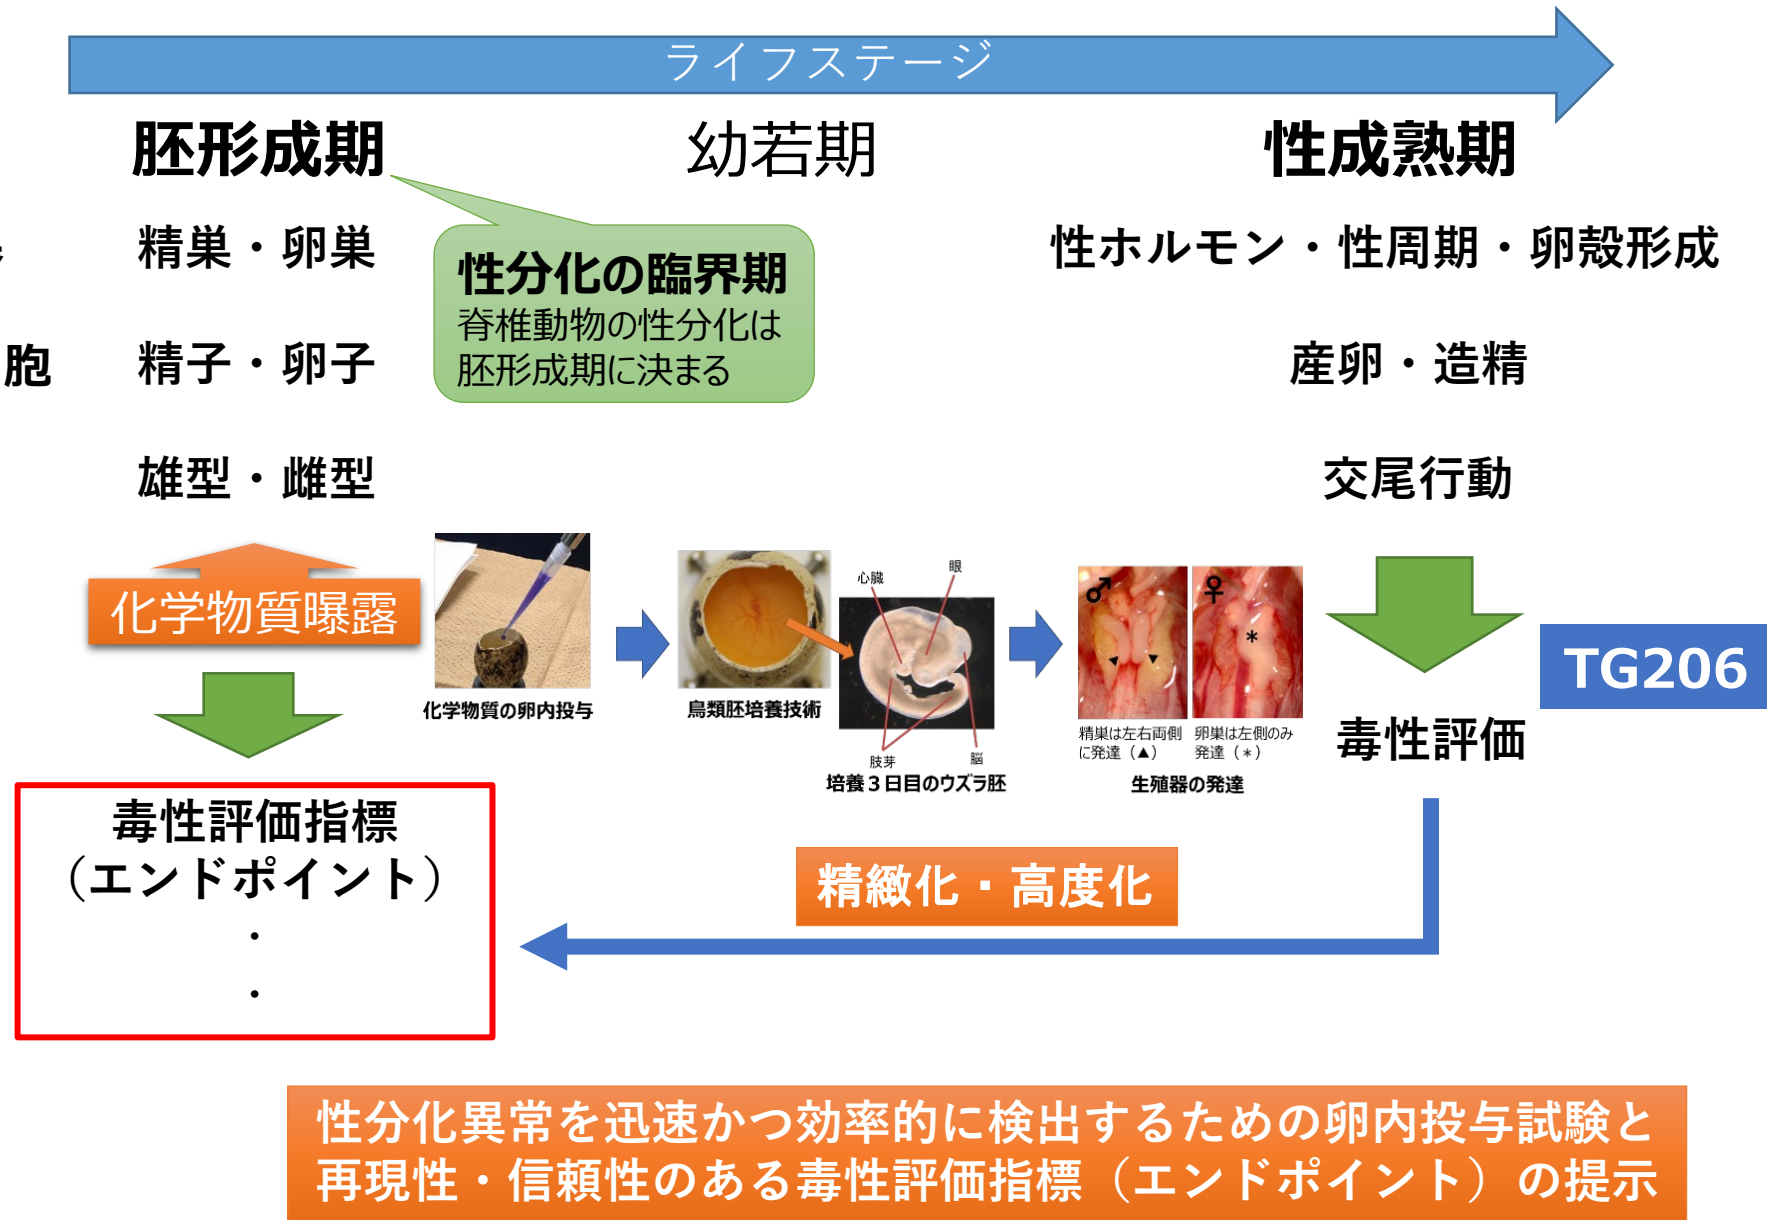 ライフステージ
胚形成期
幼若期
性成熟期
精巣・卵巣
性ホルモン・性周期・卵殻形成
性分化の臨界期
脊椎動物の性分化は
胚形成期に決まる
胞
精子・卵子
産卵・造精
雄型・雌型
交尾行動
化学物質曝露
化学物質の卵内投与
鳥類胚培養技術
心臓
眼
肢芽
脳
培養３日目のウズラ胚
♂
♀
*
精巣は左右両側
に発達（▲）
卵巣は左側のみ
発達（*）
生殖器の発達
TG206
毒性評価
毒性評価指標
（エンドポイント）
・
・
精緻化・高度化
性分化異常を迅速かつ効率的に検出するための卵内投与試験と
再現性・信頼性のある毒性評価指標（エンドポイント）の提示